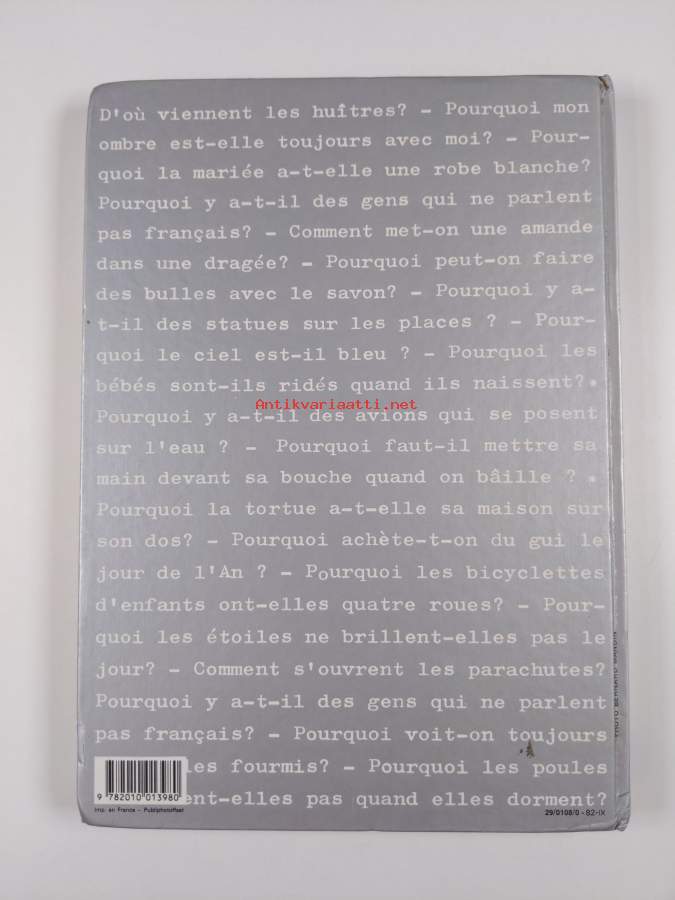 D'où viennent les huîtres? – Pourquoi mon
ombre est-elle toujours avec moi? – Pour-
quoi la mariée a-t-elle une robe blanche?
Pourquoi y a-t-il des gens qui ne parlent
pas français? – Comment met-on une amande
dans une dragée? – Pourquoi peut-on faire
des bulles avec le savon? – Pourquoi y a-
t-il des statues sur les places ? – Pour-
quoi le ciel est-il bleu ? – Pourquoi les
bébés sont-ils ridés quand ils naissent?*
Antikvariaatti.net
Pourquoi y a-t-il des avions qui se posent
sur l'eau ? – Pourquoi faut-il mettre sa
main devant sa bouche quand on bâille ? *
Pourquoi la tortue a-t-elle sa maison sur
son dos? – Pourquoi achète-t-on du gui le
jour de l'An ? – Pourquoi les bicyclettes
d'enfants ont-elles quatre roues? – Pour-
quoi les étoiles ne brillent-elles pas le
jour? – Comment s'ouvrent les parachutes?
Pourquoi y a-t-il des gens qui ne parlent
pas français? – Pourquoi voit-on toujours
les fourmis? – Pourquoi les poules
ent-elles pas quand elles dorment?
9 782010 013980
Imp. en France – Publiphotoffset
29/0108/0 - 82-IX
PHOTO BERNARD